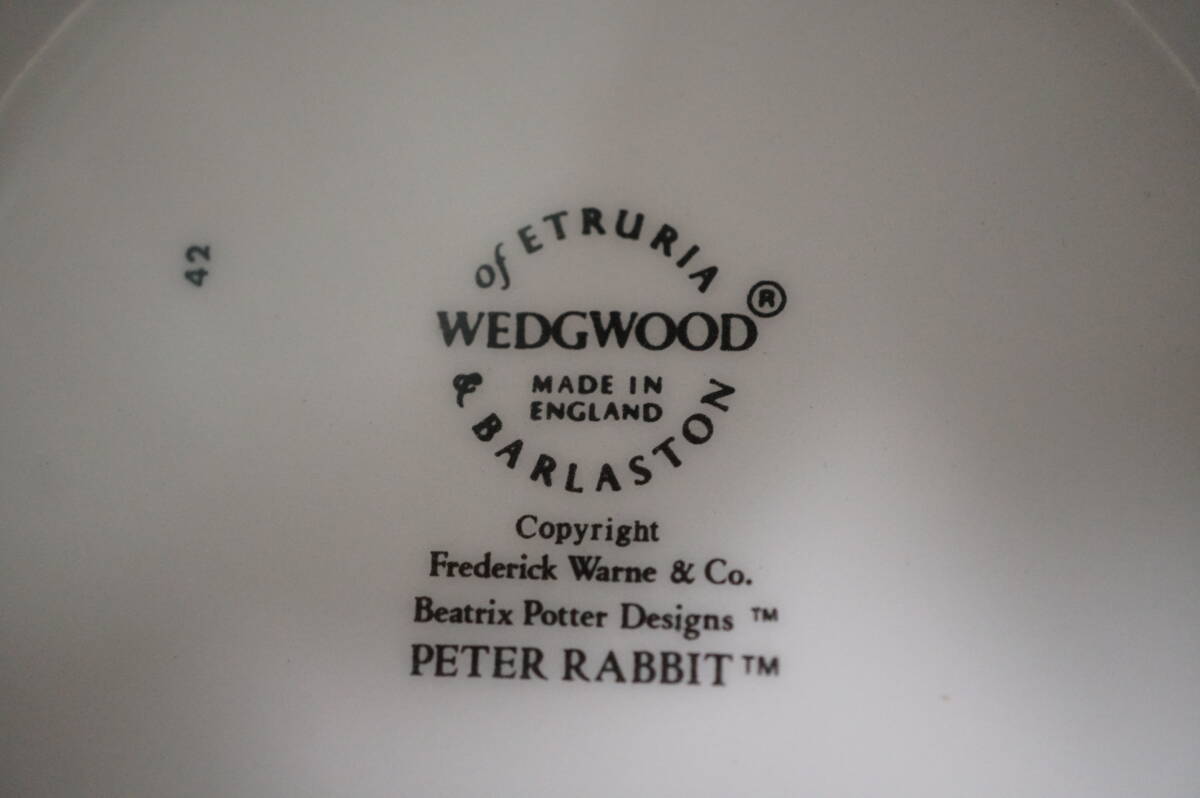 of ETRURIA
WEDGWOOD®
MADE IN
ENGLAND
& BARLASTON
Copyright
Frederick Warne & Co.
Beatrix Potter Designs ™
PETER RABBIT™
42